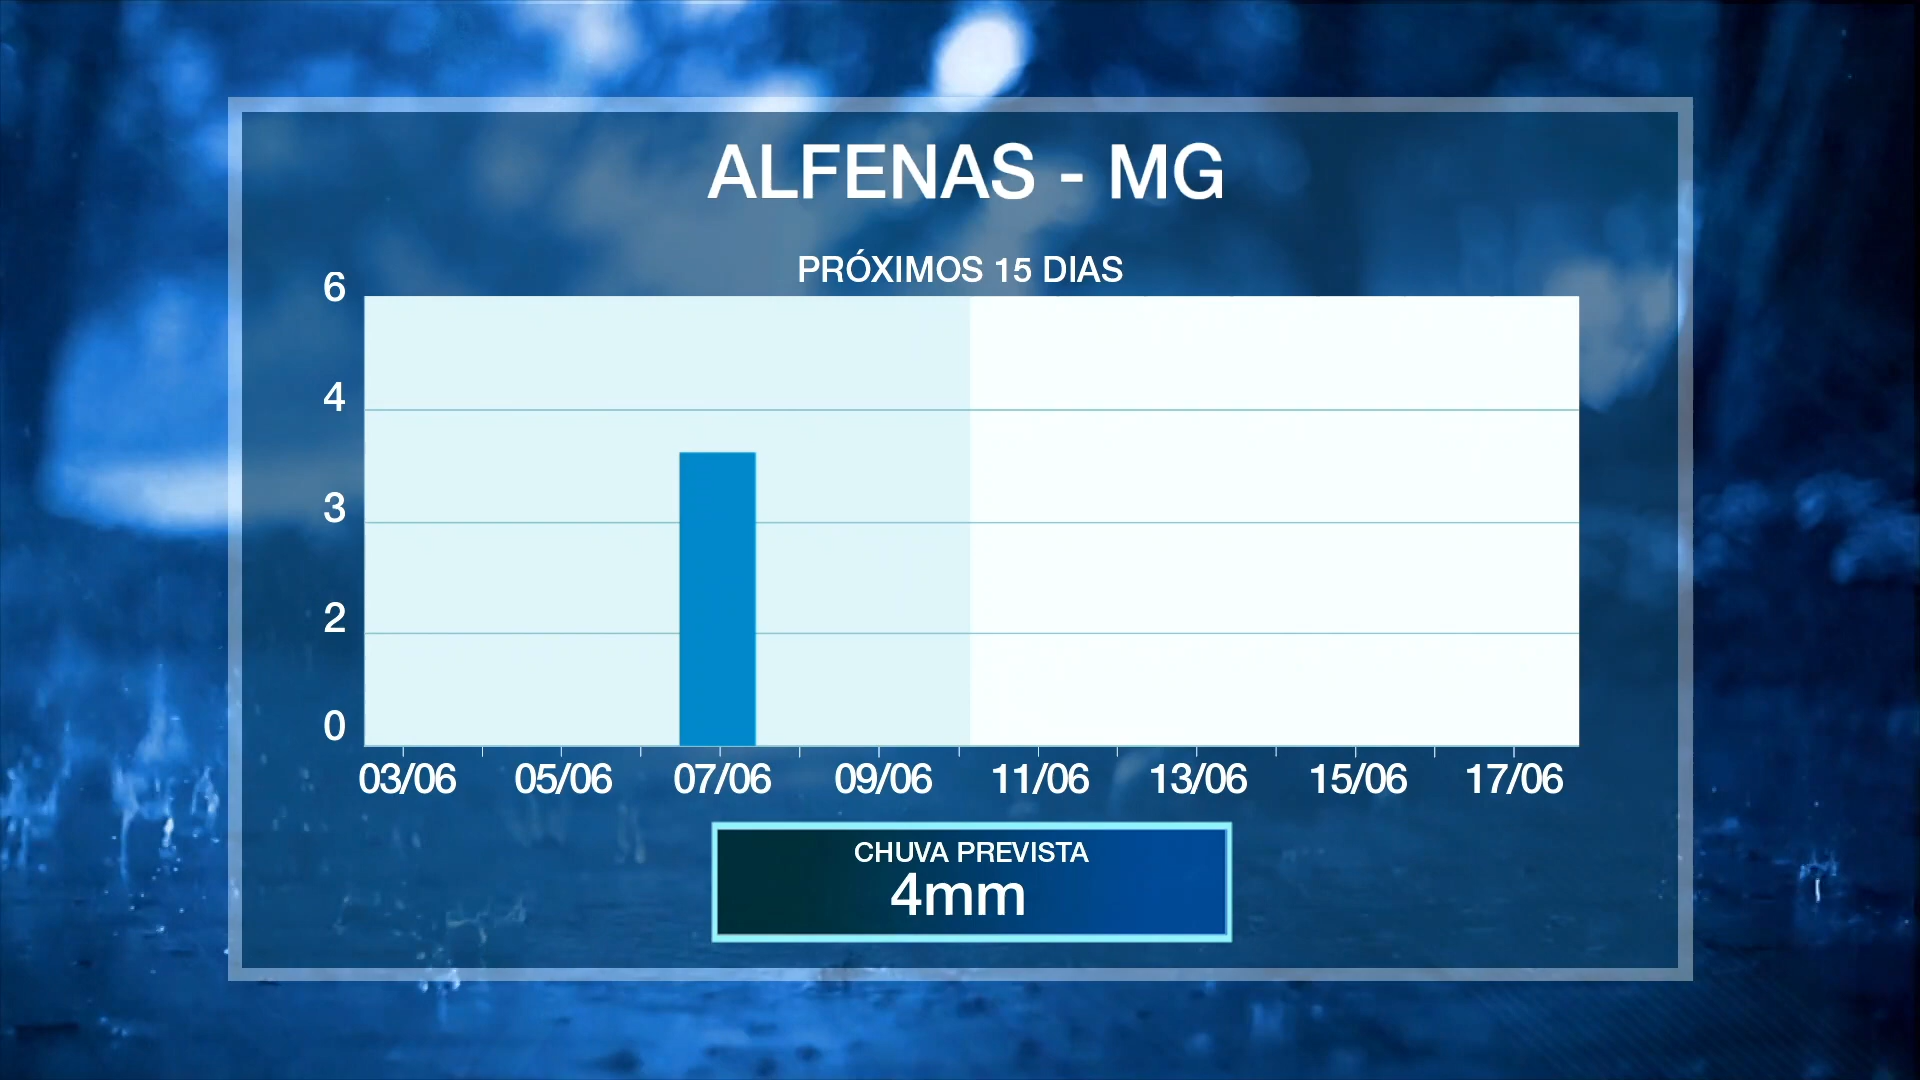 ALFENAS - MG
PRÓXIMOS 15 DIAS
6
4
3
2
0
03/06 05/06 07/06 09/06 11/06 13/06 15/06 17/06
CHUVA PREVISTA
4mm